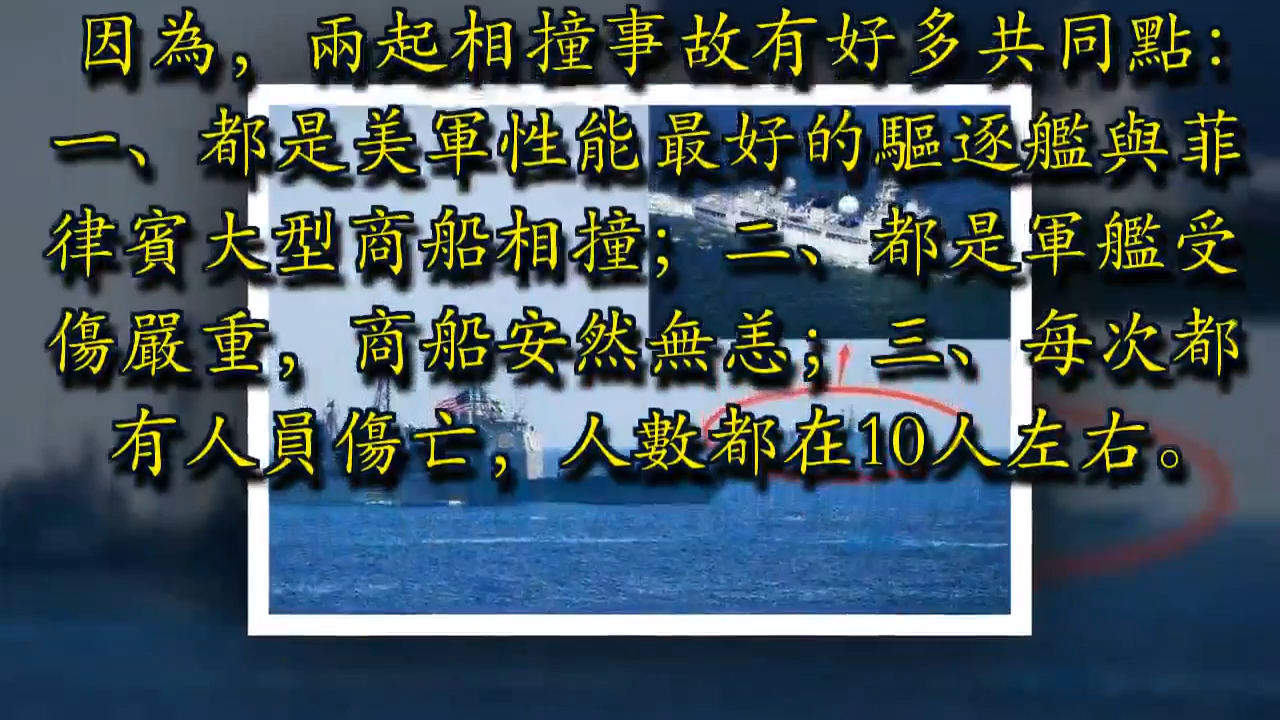 因為，兩起相撞事故有好多共同點：
一、都是美軍性能最好的驅逐艦與菲
律賓大型商船相撞；二、都是軍艦受
傷嚴重，商船安然無恙；三、每次都
有人員傷亡，人數都在10人左右。